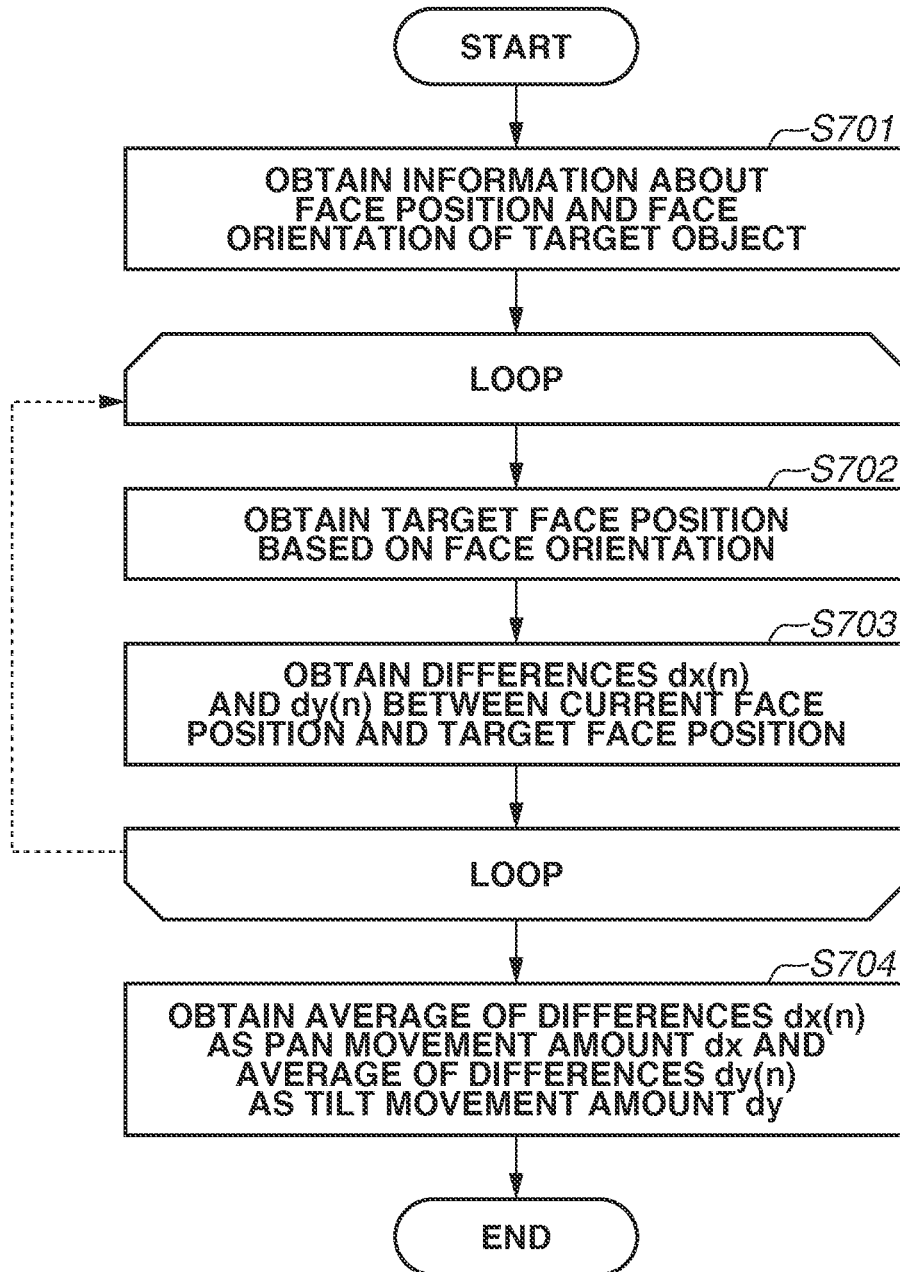 START
S701
OBTAIN INFORMATION ABOUT
FACE POSITION AND FACE
ORIENTATION OF TARGET OBJECT
LOOP
S702
OBTAIN TARGET FACE POSITION
BASED ON FACE ORIENTATION
S703
OBTAIN DIFFERENCES dx(n)
AND dy(n) BETWEEN CURRENT FACE
POSITION AND TARGET FACE POSITION
LOOP
S704
OBTAIN AVERAGE OF DIFFERENCES dx(n)
AS PAN MOVEMENT AMOUNT dx AND
AVERAGE OF DIFFERENCES dy(n)
AS TILT MOVEMENT AMOUNT dy
END